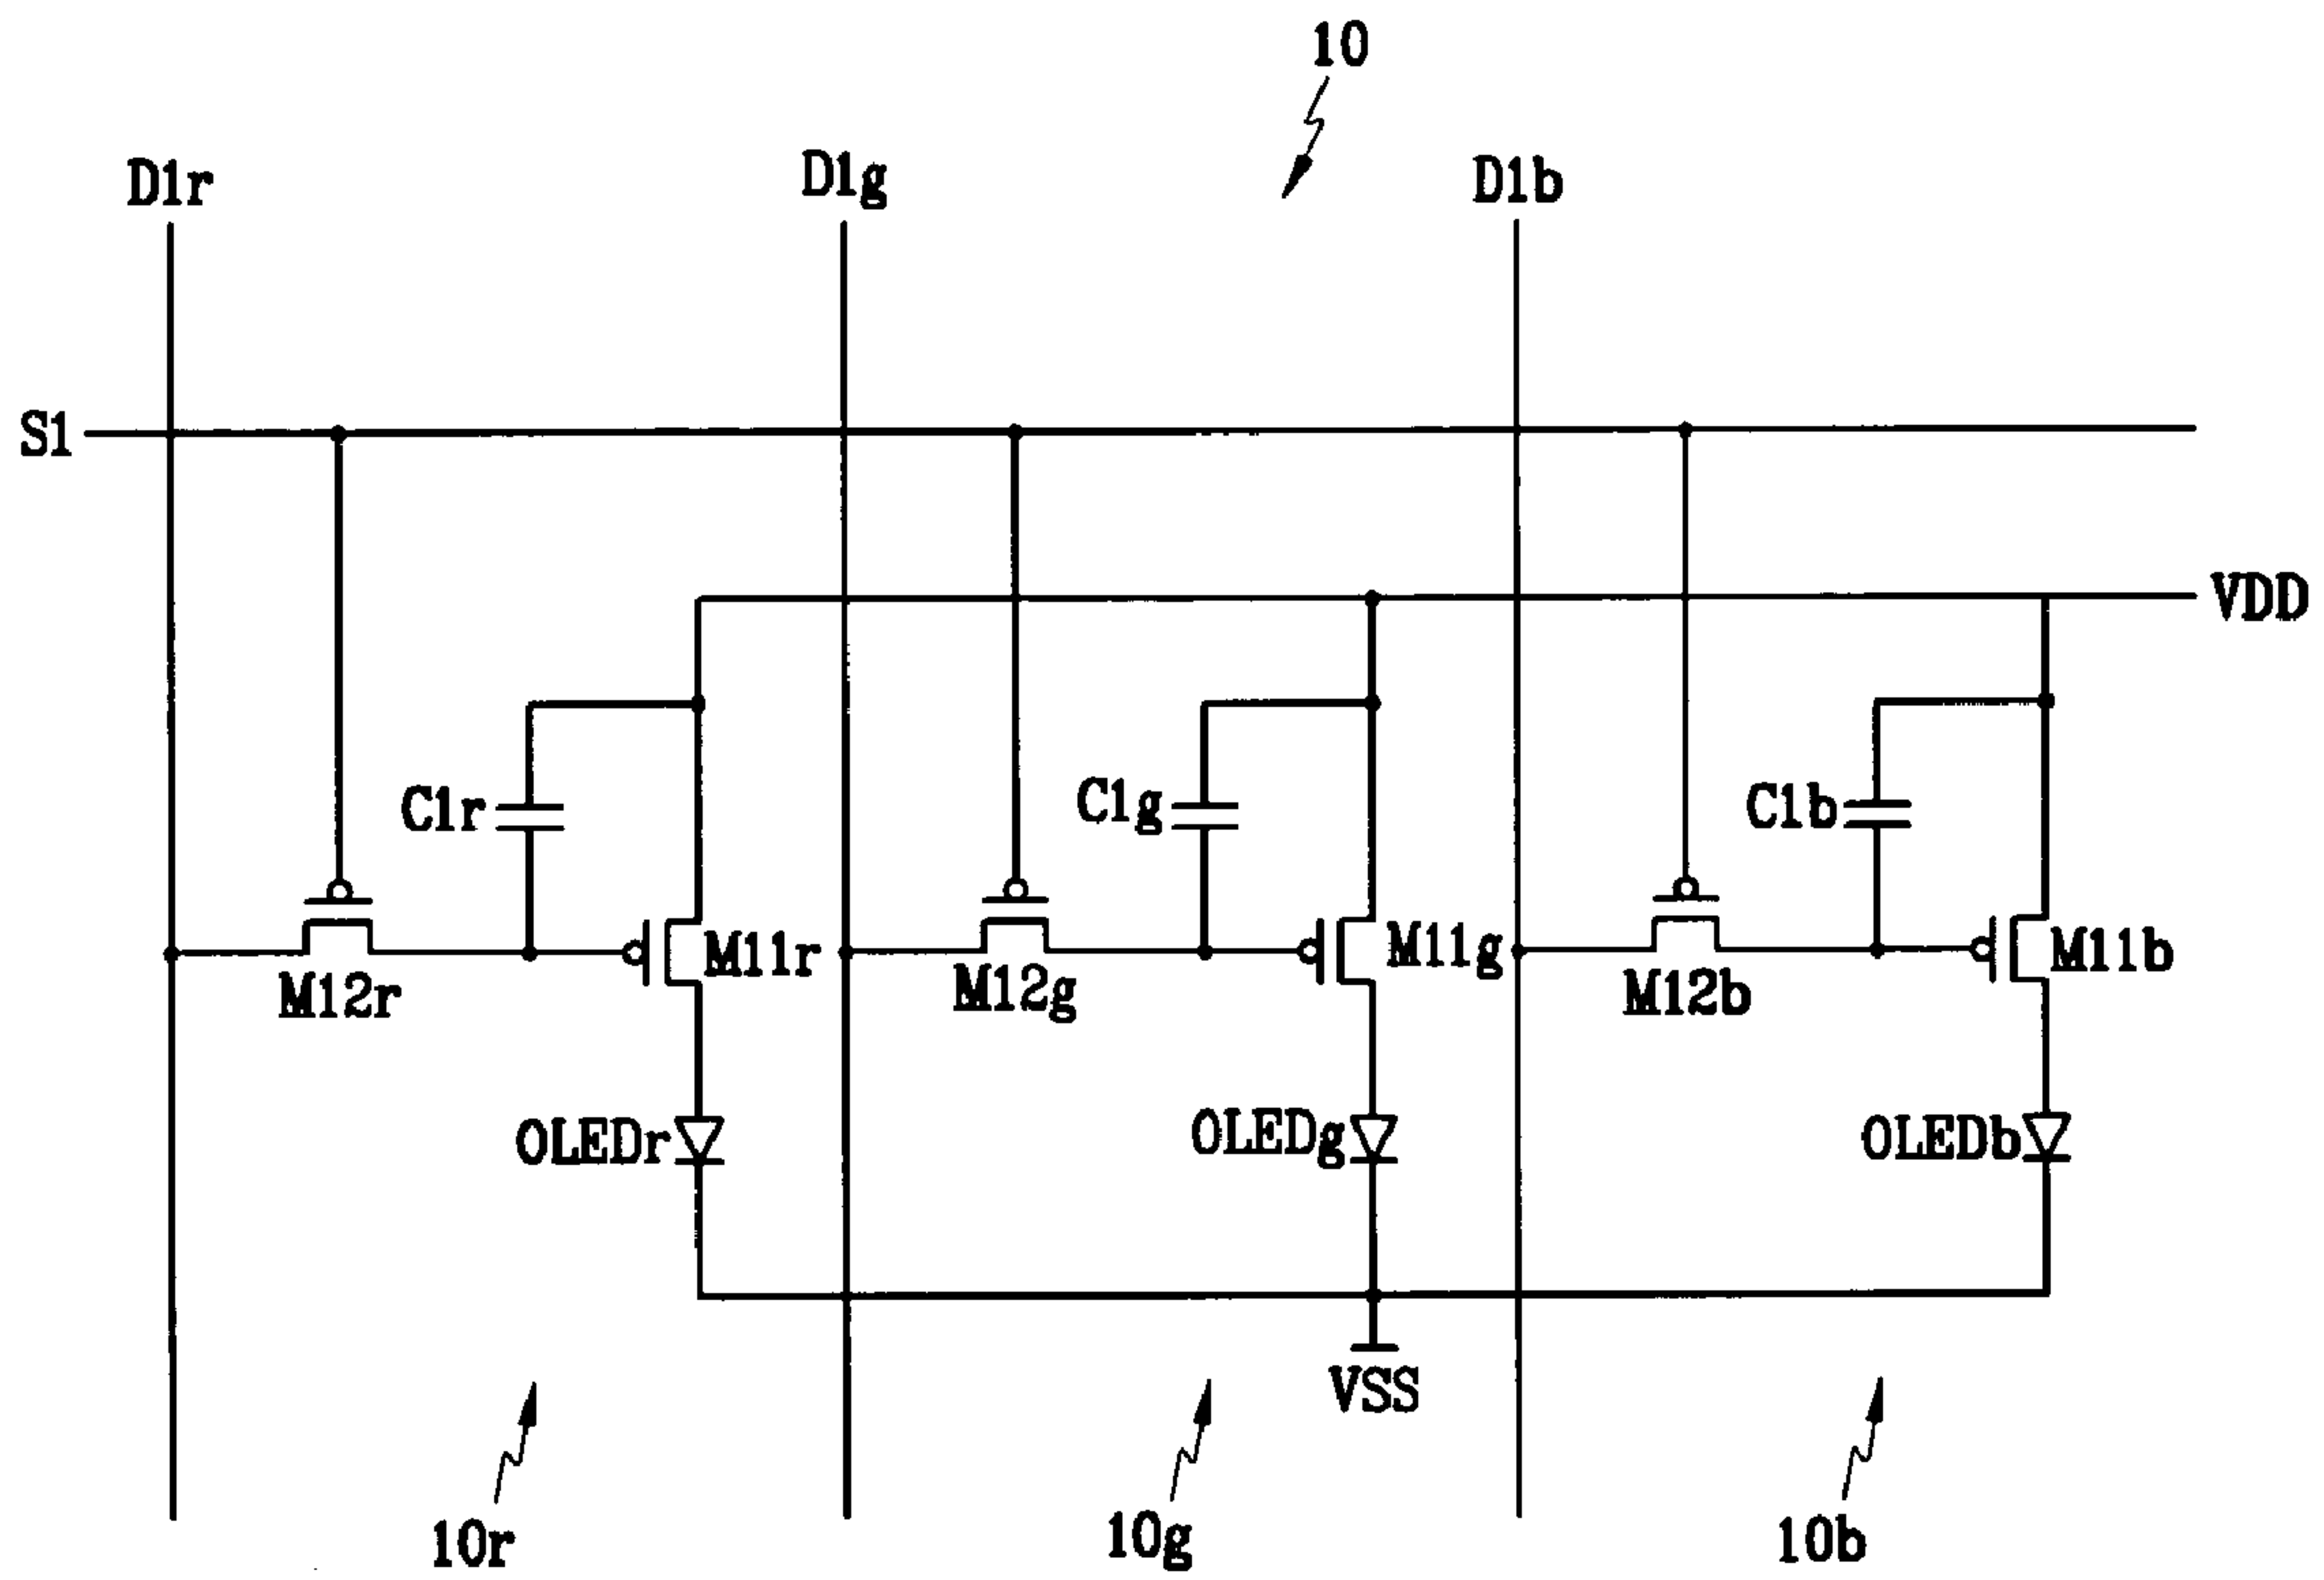 10
D1r
D1g
D1b
S1
VDD
C1r
C1g
C1b
M11r
M11g
M11b
M12r
M12g
M12b
OLEDr
OLEDg
OLEDb
VSS
10r
10g
10b